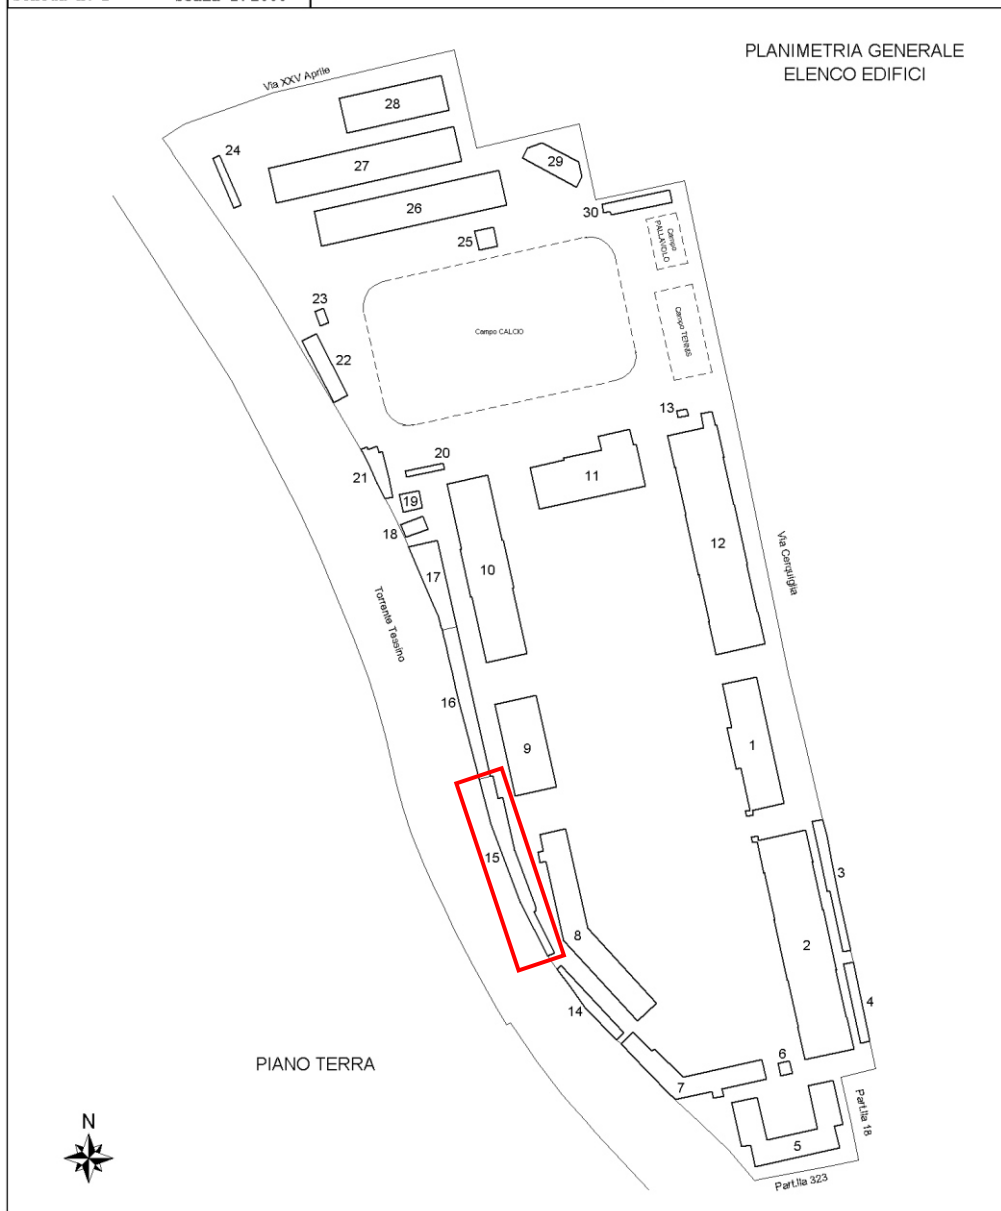 PLANIMETRIA GENERALE
ELENCO EDIFICI
Via XXV Aprile
28
24
27
29
26
30
25
Campo
PALLAVOLO
23
Campo CALCIO
Campo TENNIS
22
13
20
21
11
19
18
12
10
17
Via Cerquiglia
Torrente Tessino
16
9
1
15
3
8
2
14
4
PIANO TERRA
6
7
N
Part.lla 18
5
Part.lla 323